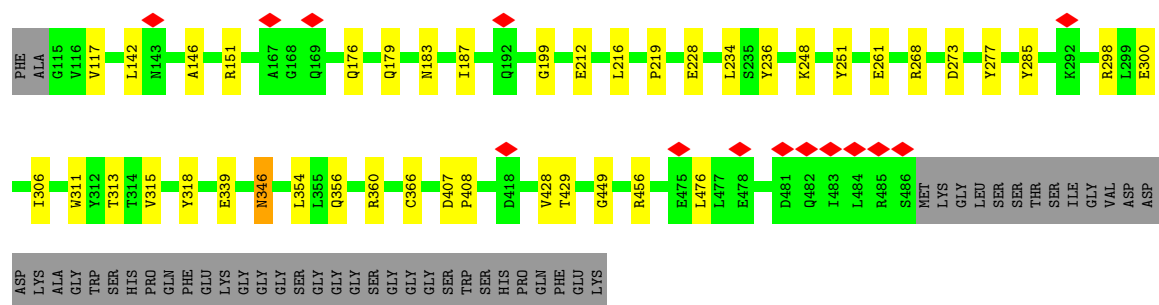 PHE ALA G115 V116 V117 L142 N143 A146 R151 A167 G168 Q169 Q176 Q179 N183 I187 Q192 G199 E212 L216 P219 E228 L234 S235 Y236 K248 Y251 E261 R268 D273 Y277 Y285 K292 R298 L299 E300
I306 W311 Y312 T313 T314 V315 Y318 E339 N346 L354 L355 Q356 R360 C366 D407 P408 D418 V428 T429 G449 R456 E475 L476 L477 E478 D481 Q482 I483 L484 R485 S486 MET LYS GLY LEU SER SER THR SER ILE GLY VAL ASP ASP
ASP LYS ALA GLY TRP SER HIS PRO GLN PHE GLU LYS GLY GLY GLY SER GLY GLY GLY SER GLY GLY GLY SER TRP SER HIS PRO GLN PHE GLU LYS